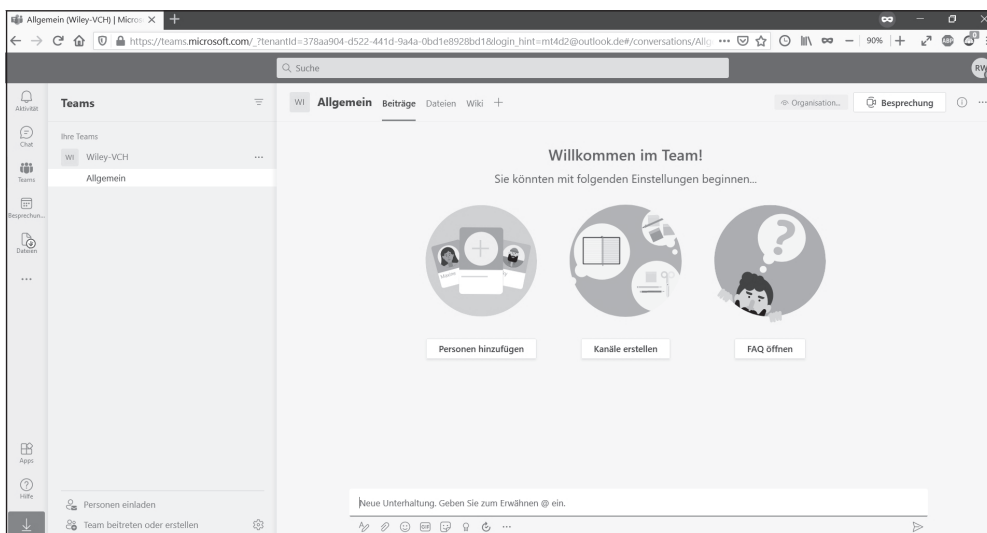 Allgemein (Wiley-VCH) | Micros
https://teams.microsoft.com/_?tenantId=378aa904-d522-441d-9a4a-0bd1e8928bd1&login_hint=mt4d2@outlook.de#/conversations/Allg
90%
ABP
Suche
RW
Aktivität
Chat
Teams
Besprechun...
Dateien
Apps
Hilfe
Teams
Ihre Teams
WI Wiley-VCH
Allgemein
Personen einladen
Team beitreten oder erstellen
WI Allgemein Beiträge Dateien Wiki +
Organisation...
Besprechung
Willkommen im Team!
Sie könnten mit folgenden Einstellungen beginnen...
Personen hinzufügen
Kanäle erstellen
FAQ öffnen
Neue Unterhaltung. Geben Sie zum Erwähnen @ ein.
GIF